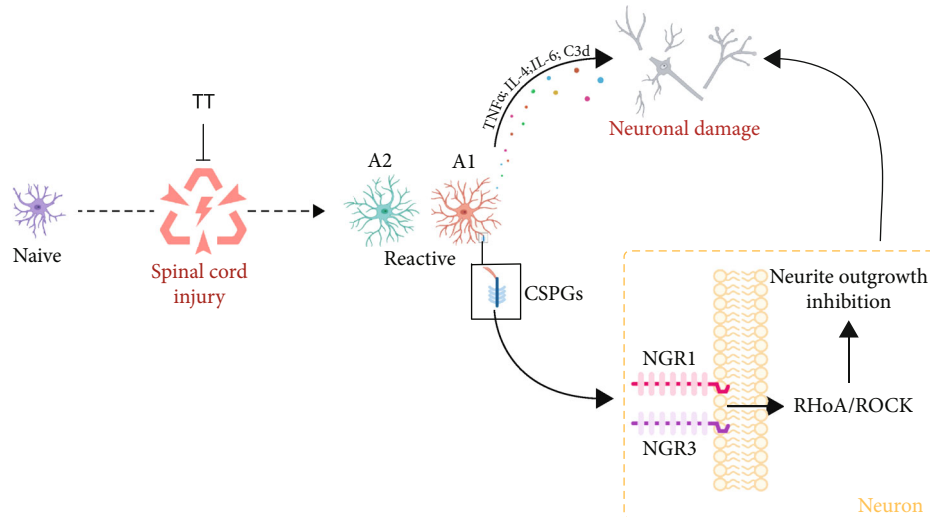 TT
Naive
Spinal cord
injury
A2
A1
Reactive
TNFα; IL-4;IL-6; C3d
Neuronal damage
CSPGs
NGR1
NGR3
RHoA/ROCK
Neurite outgrowth
inhibition
Neuron